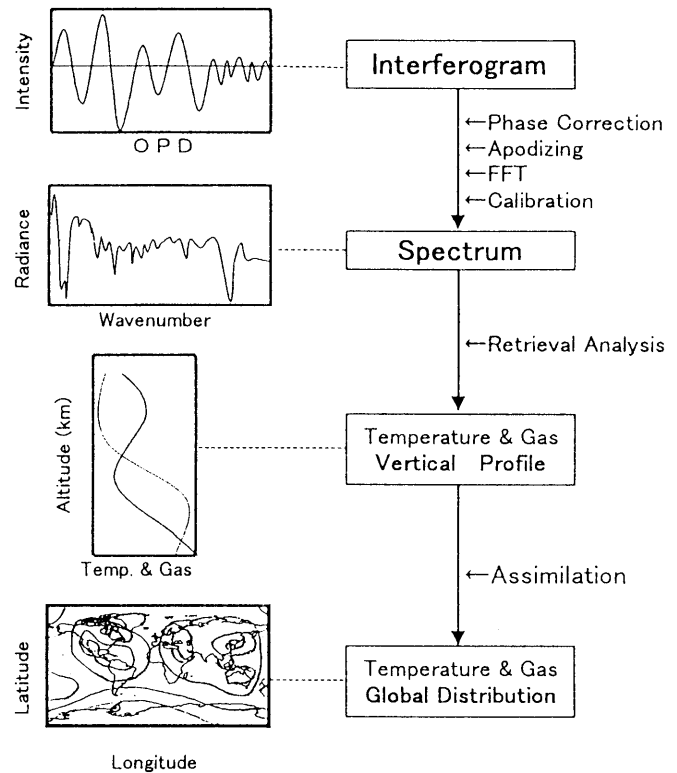 Intensity
OPD
Interferogram
←Phase Correction
←Apodizing
←FFT
←Calibration
Radiance
Wavenumber
Spectrum
←Retrieval Analysis
Altitude (km)
Temp. & Gas
Temperature & Gas
Vertical Profile
←Assimilation
Latitude
Longitude
Temperature & Gas
Global Distribution